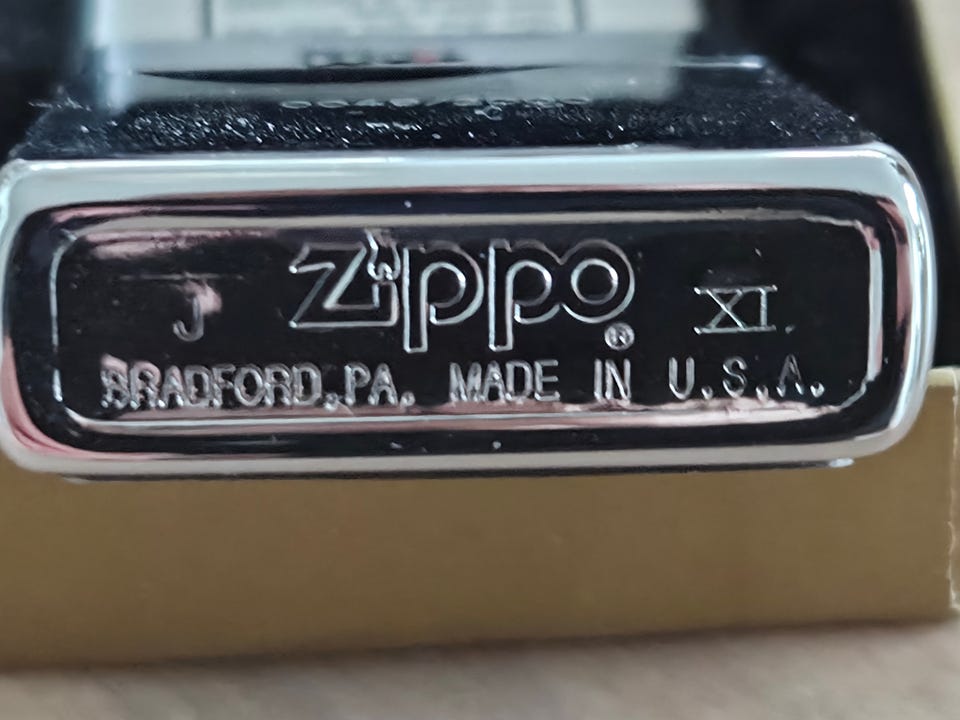 J Zippo® XI
BRADFORD,PA. MADE IN U.S.A.